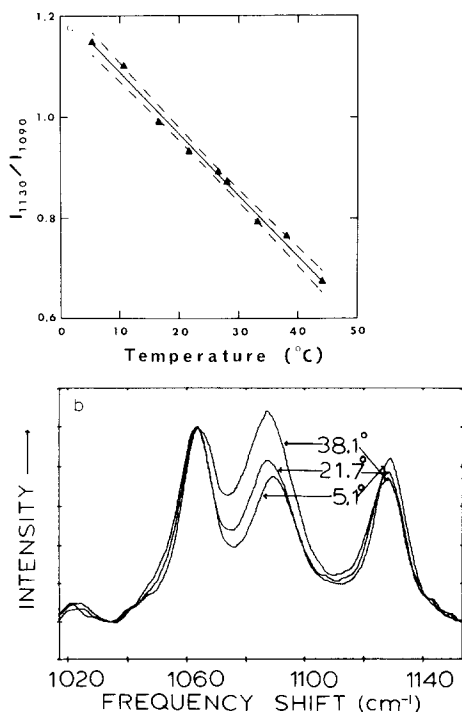 1.2
1.0
0.8
0.6
I1130/I1090
0 10 20 30 40 50
Temperature (°C)
b
38.1°
21.7°
5.1°
INTENSITY
1020 1060 1100 1140
FREQUENCY SHIFT (cm-1)